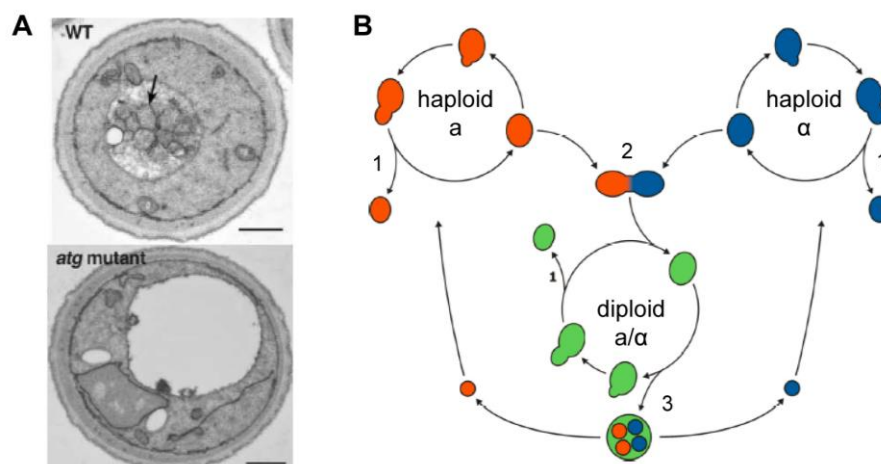 A
WT
atg mutant
B
haploid
a
haploid
α
1
2
1
diploid
a/α
3